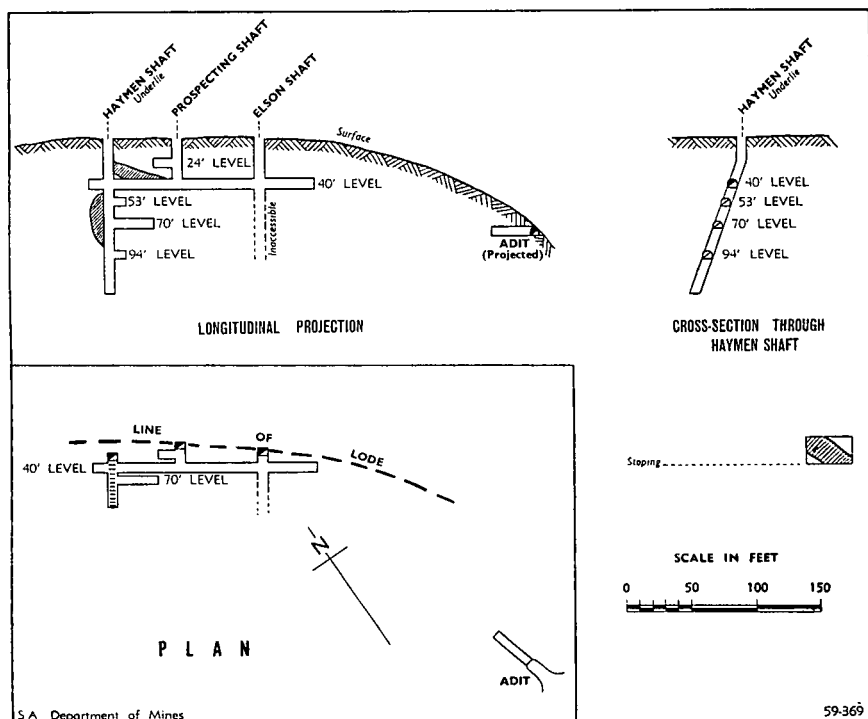 HAYMEN SHAFT
Underlie
PROSPECTING SHAFT
ELSON SHAFT
Surface
24' LEVEL
40' LEVEL
53' LEVEL
70' LEVEL
94' LEVEL
Inaccessible
ADIT
(Projected)
LONGITUDINAL PROJECTION
HAYMEN SHAFT
Underlie
40' LEVEL
53' LEVEL
70' LEVEL
94' LEVEL
CROSS-SECTION THROUGH
HAYMEN SHAFT
LINE OF LODE
40' LEVEL
70' LEVEL
N
PLAN
ADIT
Stoping
SCALE IN FEET
0 50 100 150
S A Department of Mines
59-369